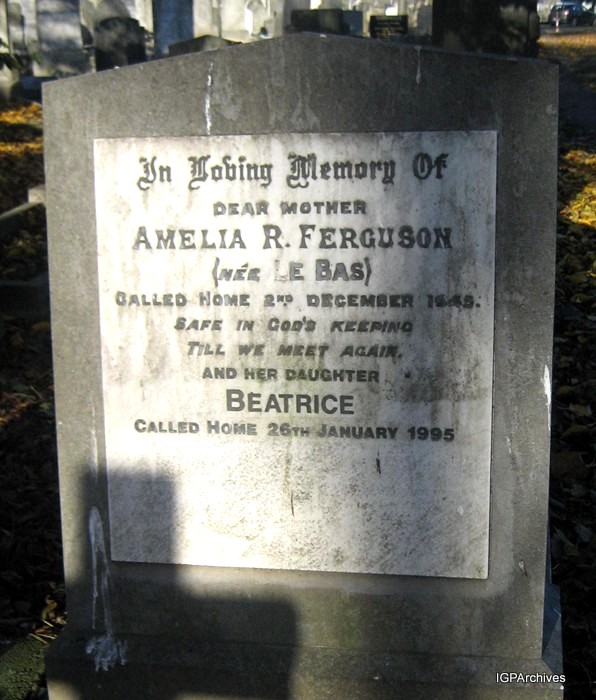 In Loving Memory Of
DEAR MOTHER
AMELIA R. FERGUSON
(NÉE LE BAS)
CALLED HOME 2ND DECEMBER
SAFE IN GOD'S KEEPING
TILL WE MEET AGAIN.
AND HER DAUGHTER
BEATRICE
CALLED HOME 26TH JANUARY 1995
IGPArchives